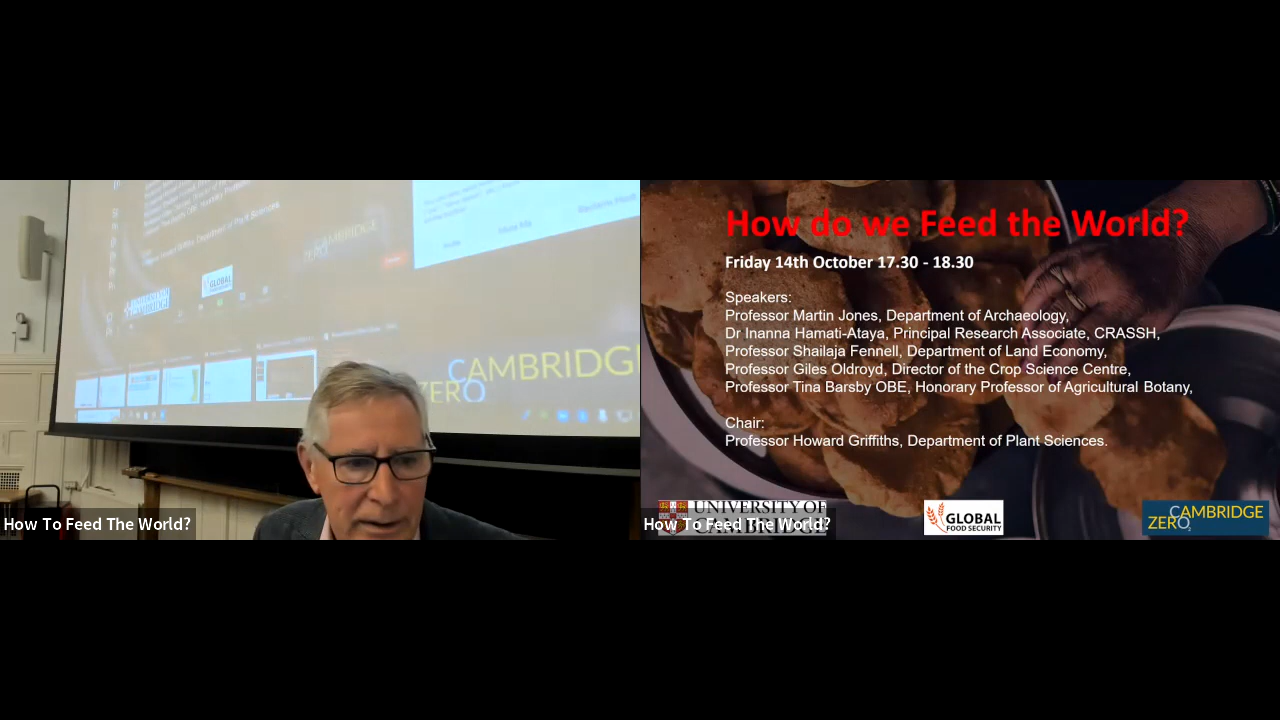 CAMBRIDGE
ZERO
How To Feed The World?
How do we Feed the World?
Friday 14th October 17.30 - 18.30
Speakers:
Professor Martin Jones, Department of Archaeology,
Dr Inanna Hamati-Ataya, Principal Research Associate, CRASSH,
Professor Shailaja Fennell, Department of Land Economy,
Professor Giles Oldroyd, Director of the Crop Science Centre,
Professor Tina Barsby OBE, Honorary Professor of Agricultural Botany,
Chair:
Professor Howard Griffiths, Department of Plant Sciences.
UNIVERSITY OF
CAMBRIDGE
How To Feed The World?
GLOBAL
FOOD SECURITY
CAMBRIDGE
ZERO